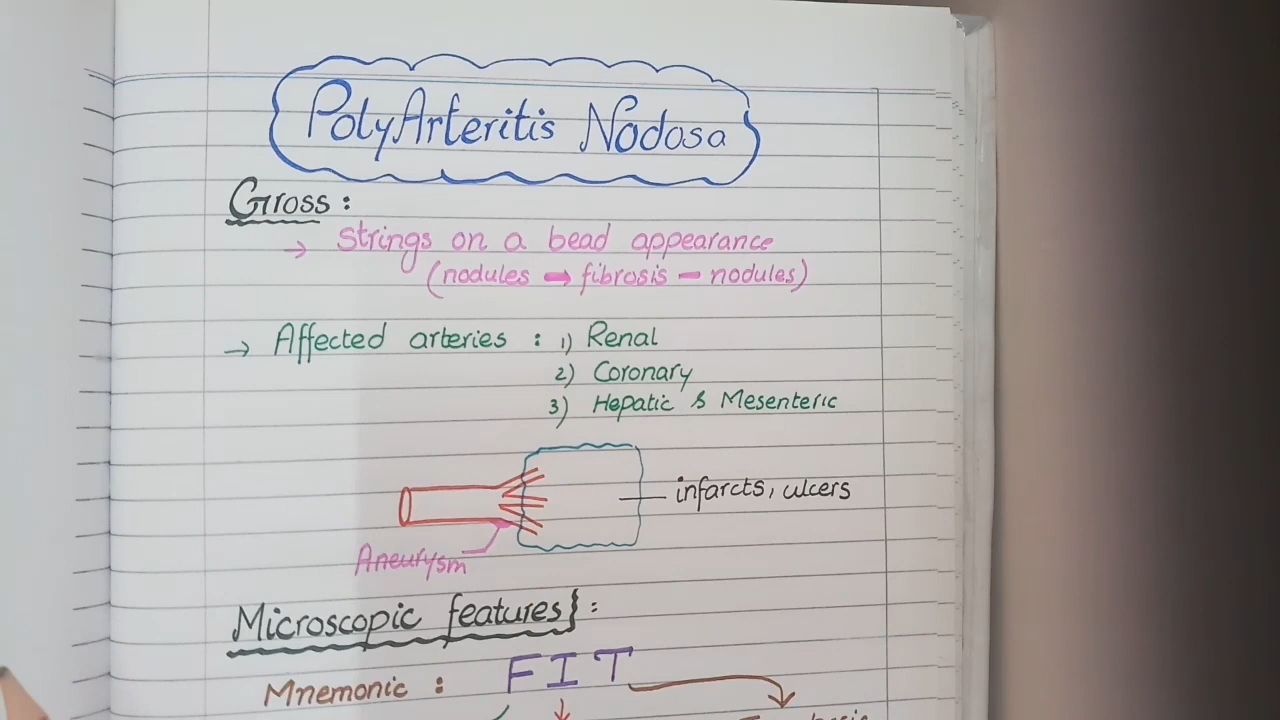 PolyArteritis Nodosa
Gross :
→ Strings on a bead appearance
(nodules → fibrosis - nodules)
→ Affected arteries : 1) Renal
2) Coronary
3) Hepatic & Mesenteric
infarcts, ulcers
Aneurysm
Microscopic features} :
Mnemonic : FIT